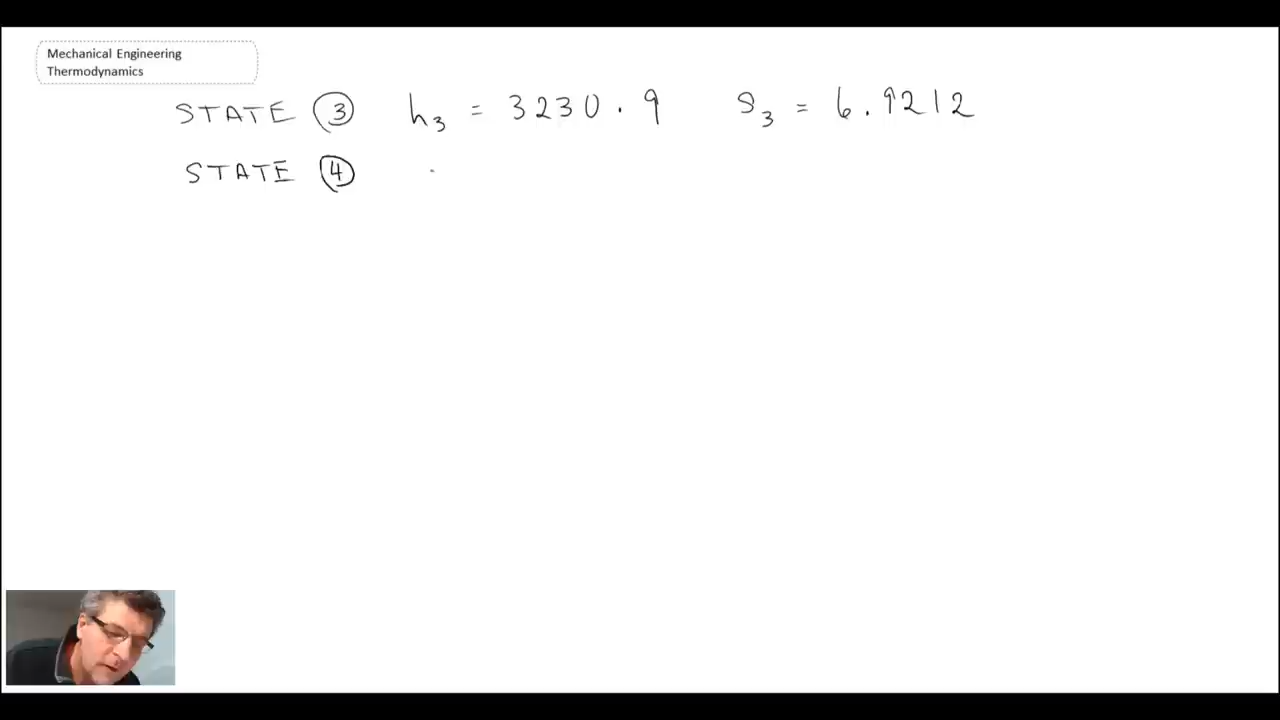 Mechanical Engineering
Thermodynamics
STATE ③ h₃ = 3230.9 s₃ = 6.9212
STATE ④